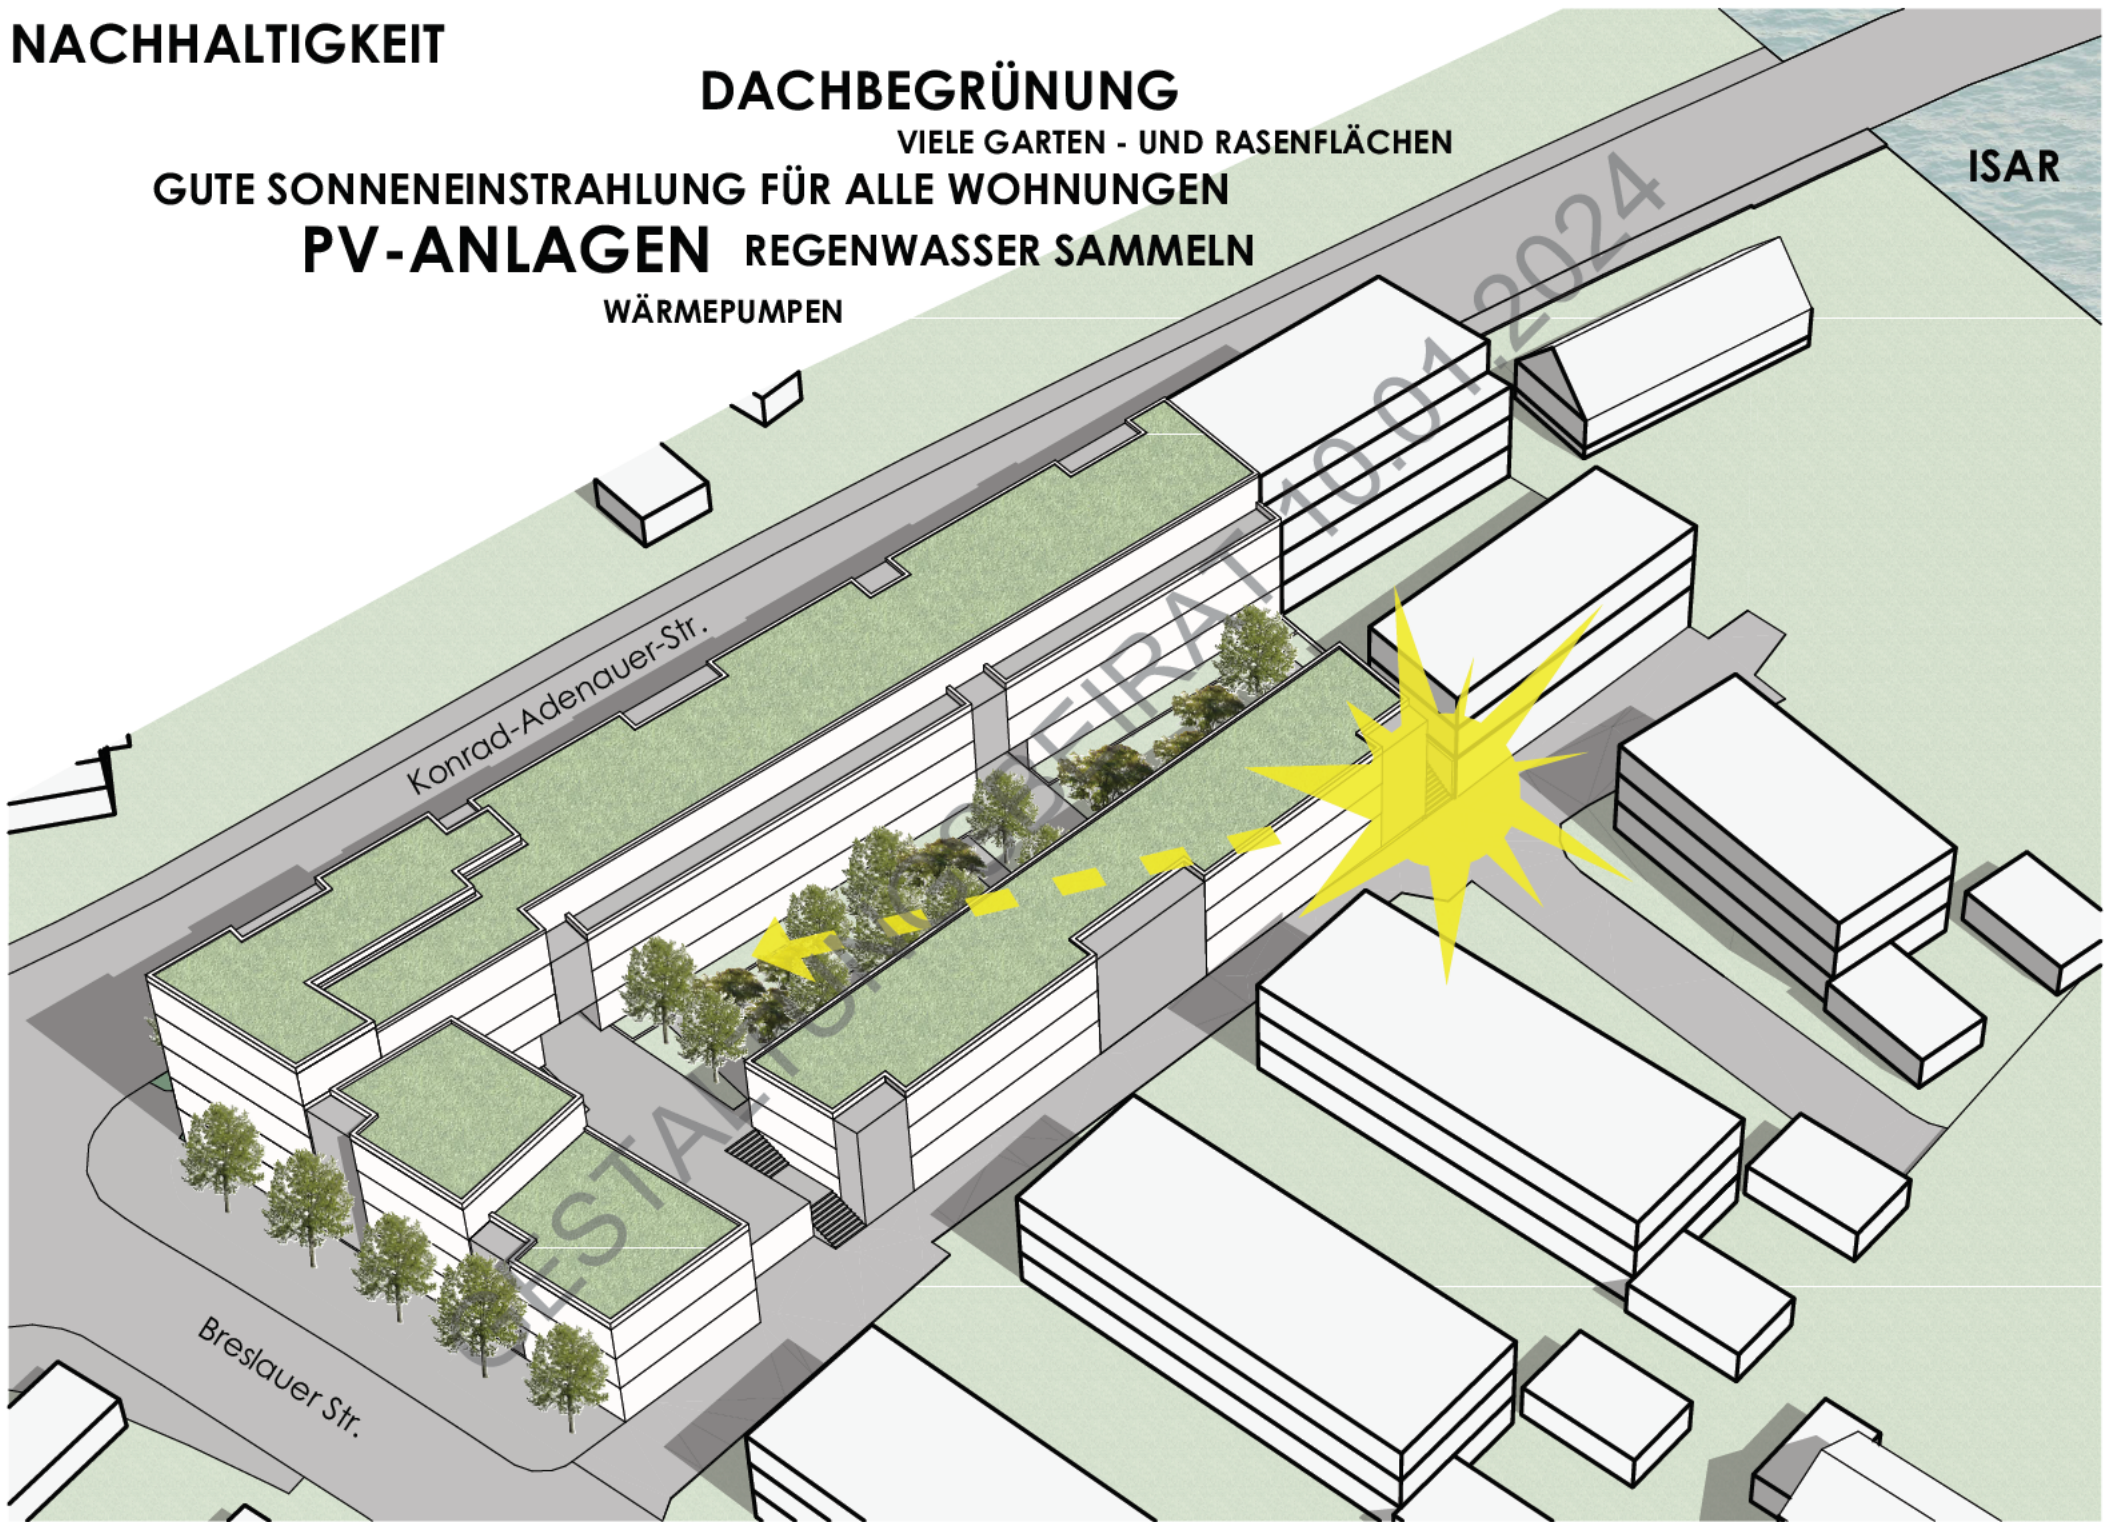 NACHHALTIGKEIT
DACHBEGRÜNUNG
VIELE GARTEN - UND RASENFLÄCHEN
ISAR
GUTE SONNENEINSTRAHLUNG FÜR ALLE WOHNUNGEN
PV-ANLAGEN REGENWASSER SAMMELN
WÄRMEPUMPEN
Konrad-Adenauer-Str.
GESTALTUNGSBEIRAT 10.01.2024
Breslauer Str.